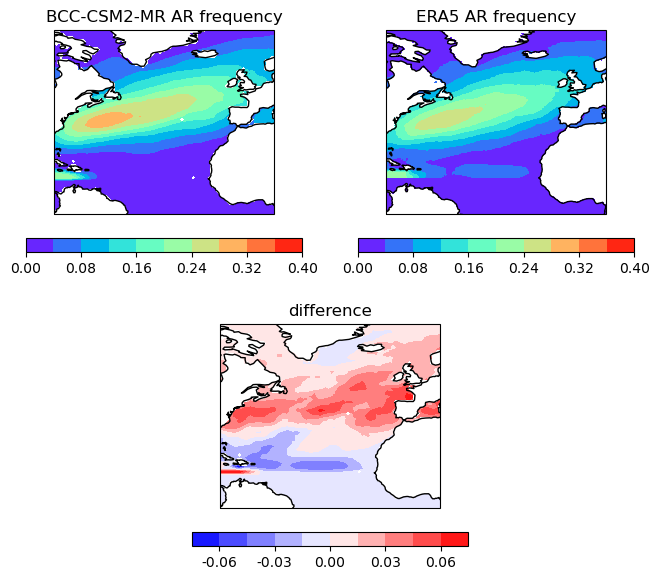 BCC-CSM2-MR AR frequency
ERA5 AR frequency
0.00 0.08 0.16 0.24 0.32 0.40
0.00 0.08 0.16 0.24 0.32 0.40
difference
-0.06 -0.03 0.00 0.03 0.06